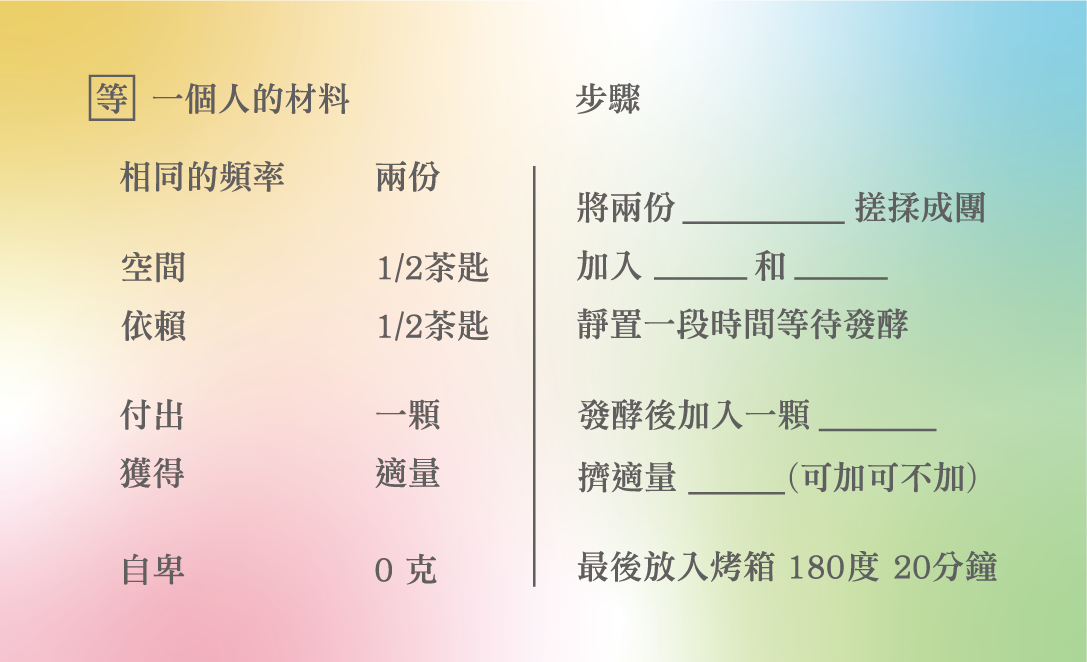 等 一個人的材料
相同的頻率 兩份
空間 1/2茶匙
依賴 1/2茶匙
付出 一顆
獲得 適量
自卑 0 克
步驟
將兩份 __________ 搓揉成團
加入 ______ 和 ______
靜置一段時間等待發酵
發酵後加入一顆 _______
擠適量 ______(可加可不加)
最後放入烤箱 180度 20分鐘